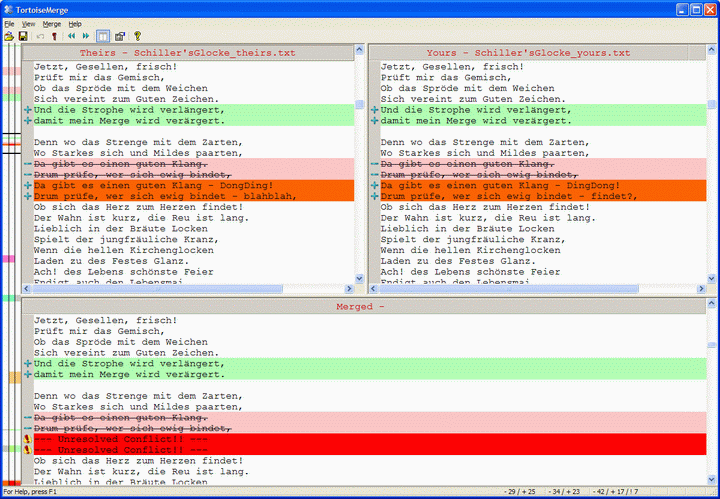 TortoiseMerge
File View Merge Help
Theirs - Schiller'sGlocke_theirs.txt
Jetzt, Gesellen, frisch!
Prüft mir das Gemisch,
Ob das Spröde mit dem Weichen
Sich vereint zum Guten Zeichen.
Und die Strophe wird verlängert,
damit mein Merge wird verärgert.
Denn wo das Strenge mit dem Zarten,
Wo Starkes sich und Mildes paarten,
Da gibt es einen guten Klang.
Drum prüfe, wer sich ewig bindet,
Da gibt es einen guten Klang - DongDing!
Drum prüfe, wer sich ewig bindet - blahblah,
Ob sich das Herz zum Herzen findet!
Der Wahn ist kurz, die Reu ist lang.
Lieblich in der Bräute Locken
Spielt der jungfräuliche Kranz,
Wenn die hellen Kirchenglocken
Laden zu des Festes Glanz.
Ach! des Lebens schönste Feier
Endigt auch den Lebensmai
Yours - Schiller'sGlocke_yours.txt
Jetzt, Gesellen, frisch!
Prüft mir das Gemisch,
Ob das Spröde mit dem Weichen
Sich vereint zum Guten Zeichen.
Und die Strophe wird verlängert,
damit mein Merge wird verärgert.
Denn wo das Strenge mit dem Zarten,
Wo Starkes sich und Mildes paarten,
Da gibt es einen guten Klang.
Drum prüfe, wer sich ewig bindet,
Da gibt es einen guten Klang - DingDong!
Drum prüfe, wer sich ewig bindet - findet?,
Ob sich das Herz zum Herzen findet!
Der Wahn ist kurz, die Reu ist lang.
Lieblich in der Bräute Locken
Spielt der jungfräuliche Kranz,
Wenn die hellen Kirchenglocken
Laden zu des Festes Glanz.
Ach! des Lebens schönste Feier
Endigt auch den Lebensmai
Merged -
Jetzt, Gesellen, frisch!
Prüft mir das Gemisch,
Ob das Spröde mit dem Weichen
Sich vereint zum Guten Zeichen.
Und die Strophe wird verlängert,
damit mein Merge wird verärgert.
Denn wo das Strenge mit dem Zarten,
Wo Starkes sich und Mildes paarten,
Da gibt es einen guten Klang.
Drum prüfe, wer sich ewig bindet,
--- Unresolved Conflict!! ---
--- Unresolved Conflict!! ---
Ob sich das Herz zum Herzen findet!
Der Wahn ist kurz, die Reu ist lang.
Lieblich in der Bräute Locken
For Help, press F1
- 29 / + 25 - 34 / + 23 - 42 / + 17 / ! 7